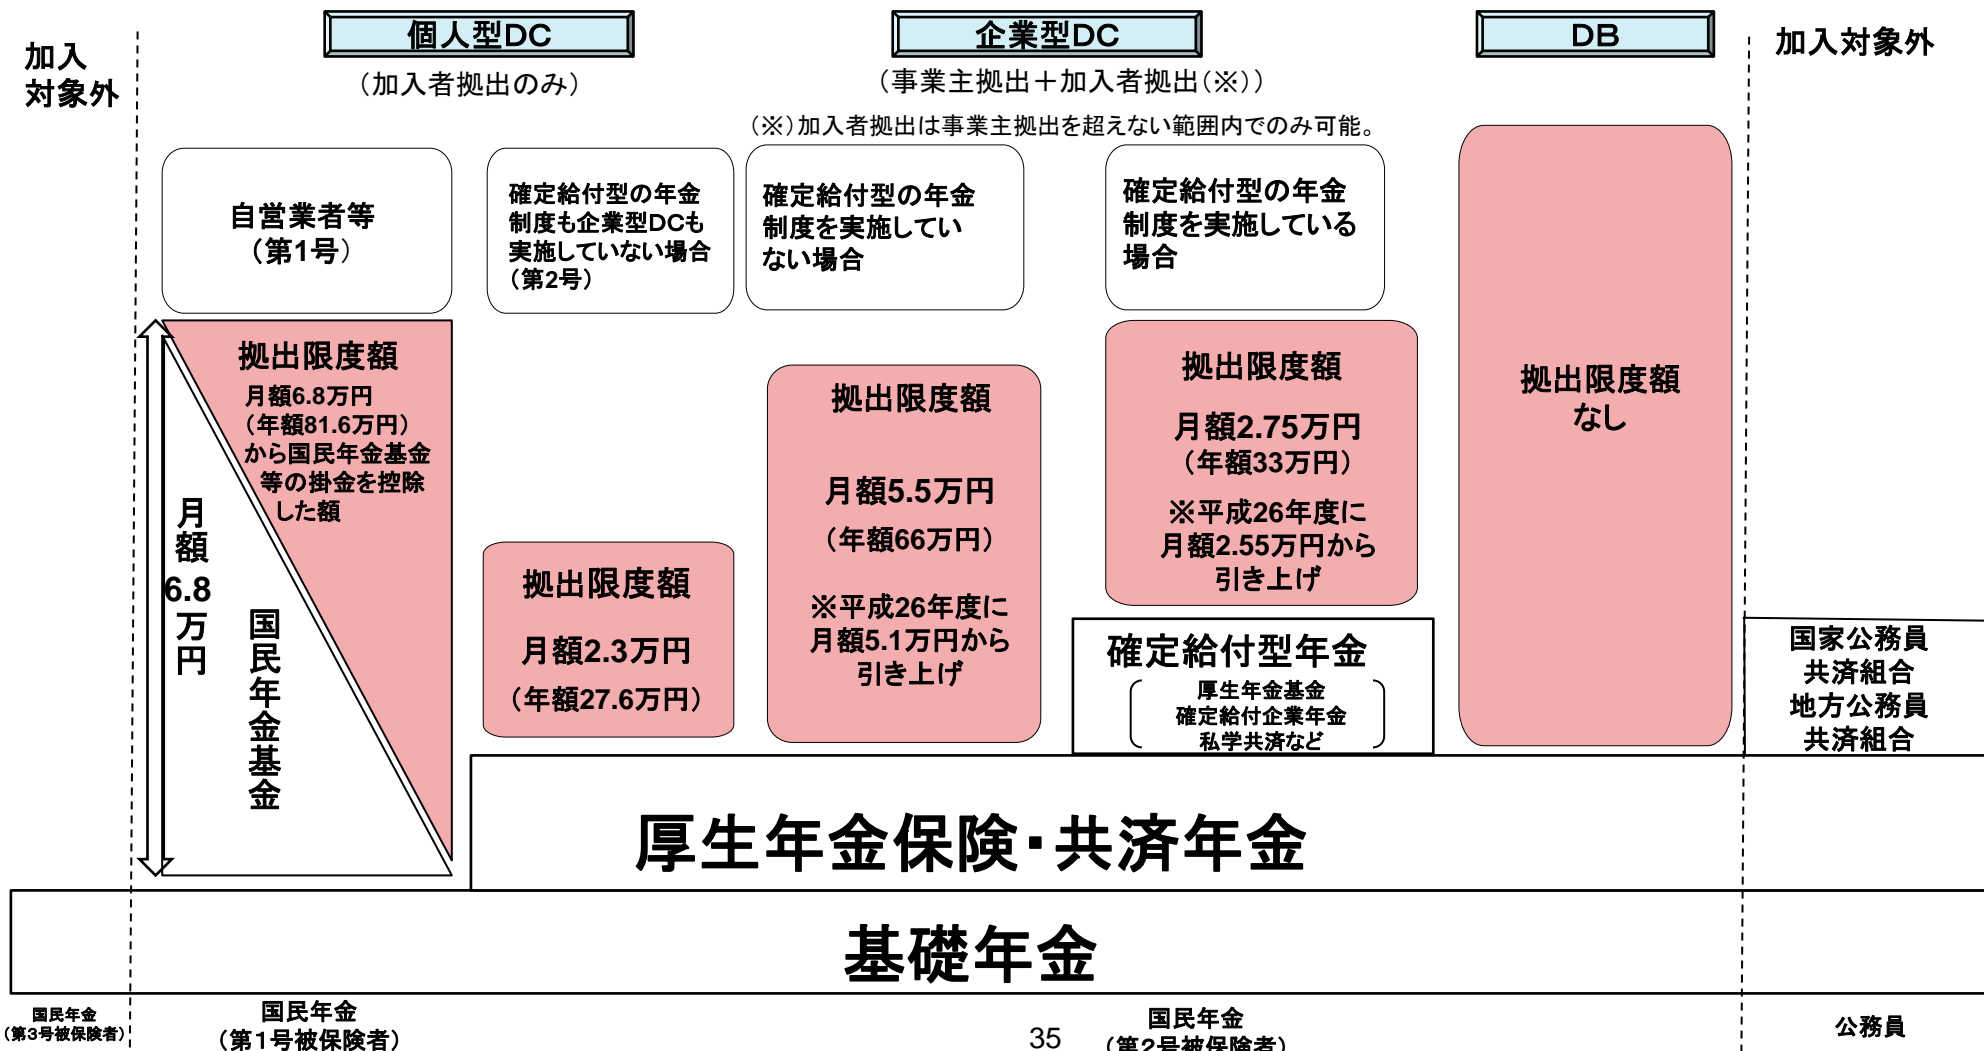 加入
対象外
個人型DC
（加入者拠出のみ）
企業型DC
（事業主拠出＋加入者拠出（※））
（※）加入者拠出は事業主拠出を超えない範囲内でのみ可能。
DB
加入対象外
自営業者等
（第1号）
確定給付型の年金
制度も企業型DCも
実施していない場合
（第2号）
確定給付型の年金
制度を実施してい
ない場合
確定給付型の年金
制度を実施している
場合
拠出限度額
月額6.8万円
（年額81.6万円）
から国民年金基金
等の掛金を控除
した額
月額
6.8
万円
国民年金基金
拠出限度額
月額2.3万円
（年額27.6万円）
拠出限度額
月額5.5万円
（年額66万円）
※平成26年度に
月額5.1万円から
引き上げ
拠出限度額
月額2.75万円
（年額33万円）
※平成26年度に
月額2.55万円から
引き上げ
確定給付型年金
厚生年金基金
確定給付企業年金
私学共済など
拠出限度額
なし
国家公務員
共済組合
地方公務員
共済組合
厚生年金保険・共済年金
基礎年金
国民年金
（第3号被保険者）
国民年金
（第1号被保険者）
35
国民年金
（第2号被保険者）
公務員